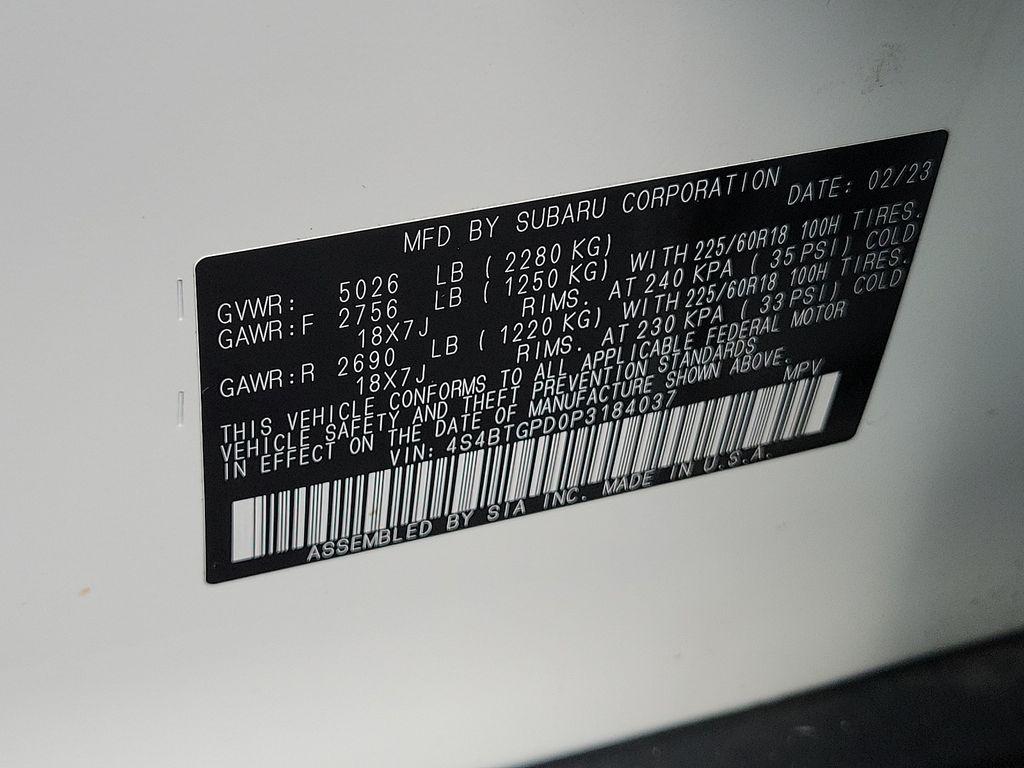 MFD BY SUBARU CORPORATION DATE: 02/23
GVWR: 5026 LB ( 2280 KG)
GAWR:F 2756 LB ( 1250 KG) WITH 225/60R18 100H TIRES.
18X7J RIMS. AT 240 KPA ( 35 PSI) COLD
GAWR:R 2690 LB ( 1220 KG) WITH 225/60R18 100H TIRES.
18X7J RIMS. AT 230 KPA ( 33 PSI) COLD
THIS VEHICLE CONFORMS TO ALL APPLICABLE FEDERAL MOTOR
VEHICLE SAFETY AND THEFT PREVENTION STANDARDS
IN EFFECT ON THE DATE OF MANUFACTURE SHOWN ABOVE.
VIN: 4S4BTGPD0P3184037 MPV
ASSEMBLED BY SIA INC. MADE IN U.S.A.